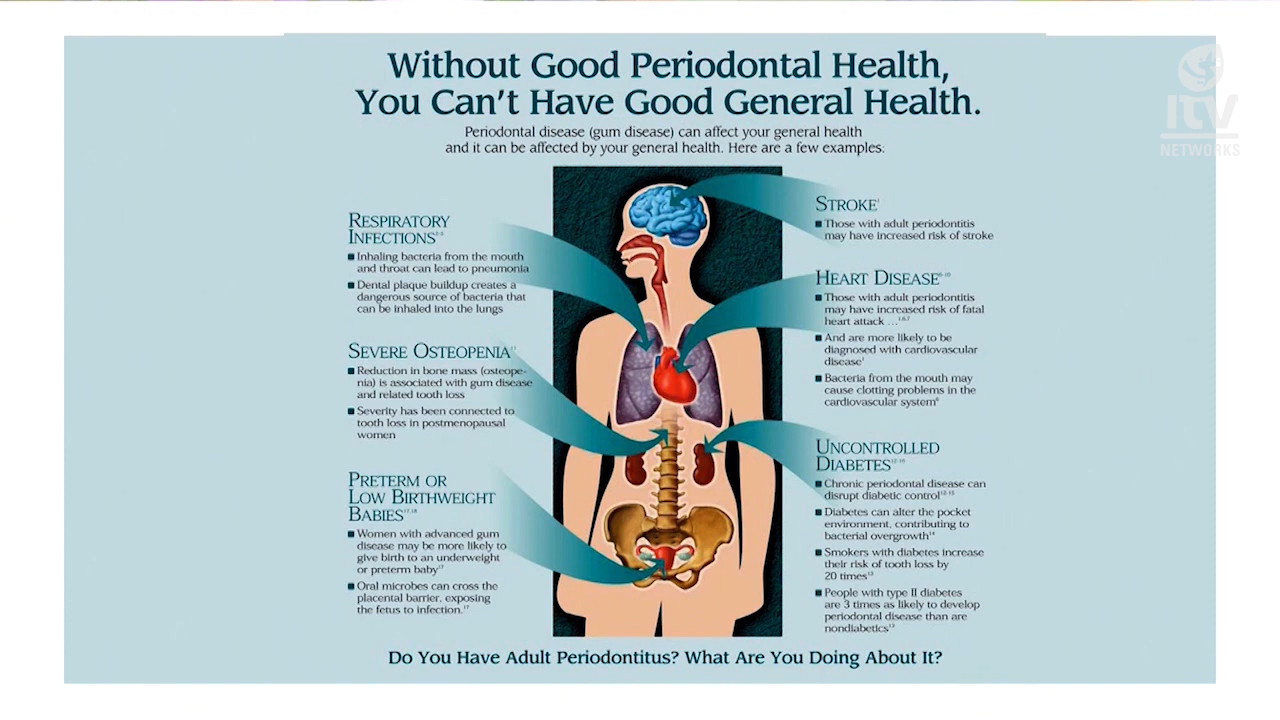 Without Good Periodontal Health,
You Can't Have Good General Health.
Periodontal disease (gum disease) can affect your general health
and it can be affected by your general health. Here are a few examples:
RESPIRATORY
INFECTIONS
■ Inhaling bacteria from the mouth
and throat can lead to pneumonia
■ Dental plaque buildup creates a
dangerous source of bacteria that
can be inhaled into the lungs
SEVERE OSTEOPENIA
■ Reduction in bone mass (osteope-
nia) is associated with gum disease
and related tooth loss
■ Severity has been connected to
tooth loss in postmenopausal
women
PRETERM OR
LOW BIRTHWEIGHT
BABIES
■ Women with advanced gum
disease may be more likely to
give birth to an underweight
or preterm baby¹⁷
■ Oral microbes can cross the
placental barrier, exposing
the fetus to infection.¹⁷
STROKE
■ Those with adult periodontitis
may have increased risk of stroke
HEART DISEASE
■ Those with adult periodontitis
may have increased risk of fatal
heart attack ...
■ And are more likely to be
diagnosed with cardiovascular
disease
■ Bacteria from the mouth may
cause clotting problems in the
cardiovascular system
UNCONTROLLED
DIABETES
■ Chronic periodontal disease can
disrupt diabetic control
■ Diabetes can alter the pocket
environment, contributing to
bacterial overgrowth¹⁴
■ Smokers with diabetes increase
their risk of tooth loss by
20 times
■ People with type II diabetes
are 3 times as likely to develop
periodontal disease than are
nondiabetics
Do You Have Adult Periodontitus? What Are You Doing About It?
ITV
NETWORKS